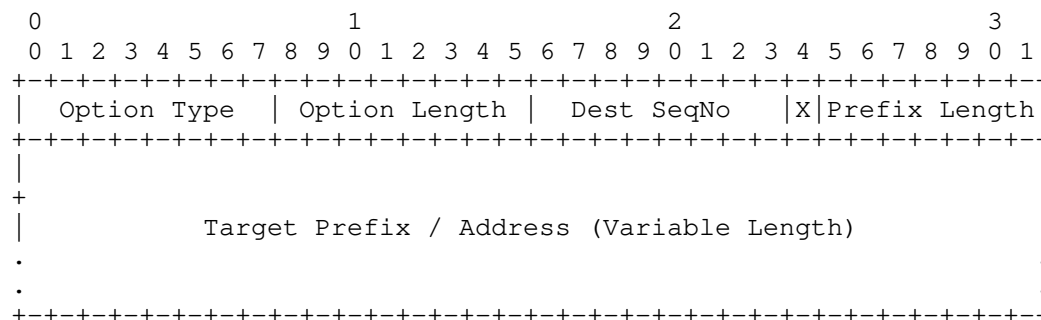 0                   1                   2                   3
 0 1 2 3 4 5 6 7 8 9 0 1 2 3 4 5 6 7 8 9 0 1 2 3 4 5 6 7 8 9 0 1
+-+-+-+-+-+-+-+-+-+-+-+-+-+-+-+-+-+-+-+-+-+-+-+-+-+-+-+-+-+-+-+-
|  Option Type  | Option Length |  Dest SeqNo   |X|Prefix Length
+-+-+-+-+-+-+-+-+-+-+-+-+-+-+-+-+-+-+-+-+-+-+-+-+-+-+-+-+-+-+-+-
|
+
|           Target Prefix / Address (Variable Length)
.
.
+-+-+-+-+-+-+-+-+-+-+-+-+-+-+-+-+-+-+-+-+-+-+-+-+-+-+-+-+-+-+-+-